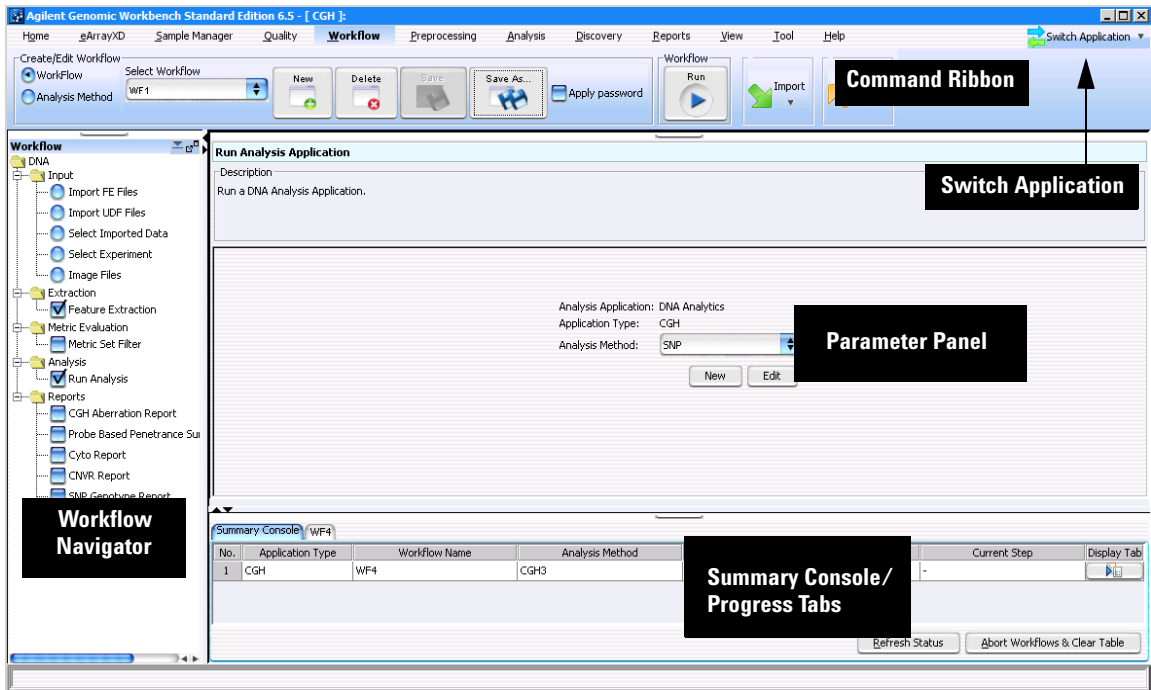 Agilent Genomic Workbench Standard Edition 6.5 - [ CGH ]:
Home eArrayXD Sample Manager Quality Workflow Preprocessing Analysis Discovery Reports View Tool Help Switch Application
Create/Edit Workflow
WorkFlow
Analysis Method
Select Workflow
WF1
New
Delete
Save
Save As...
Apply password
Workflow
Run
Import
Command Ribbon
Switch Application
Workflow
DNA
Input
Import FE Files
Import UDF Files
Select Imported Data
Select Experiment
Image Files
Extraction
Feature Extraction
Metric Evaluation
Metric Set Filter
Analysis
Run Analysis
Reports
CGH Aberration Report
Probe Based Penetrance Su
Cyto Report
CNVR Report
SNP Genotype Report
Workflow
Navigator
Run Analysis Application
Description
Run a DNA Analysis Application.
Analysis Application: DNA Analytics
Application Type: CGH
Analysis Method: SNP
New Edit
Parameter Panel
Summary Console WF4
No. Application Type Workflow Name Analysis Method Current Step Display Tab
1 CGH WF4 CGH3 -
Summary Console/
Progress Tabs
Refresh Status Abort Workflows & Clear Table